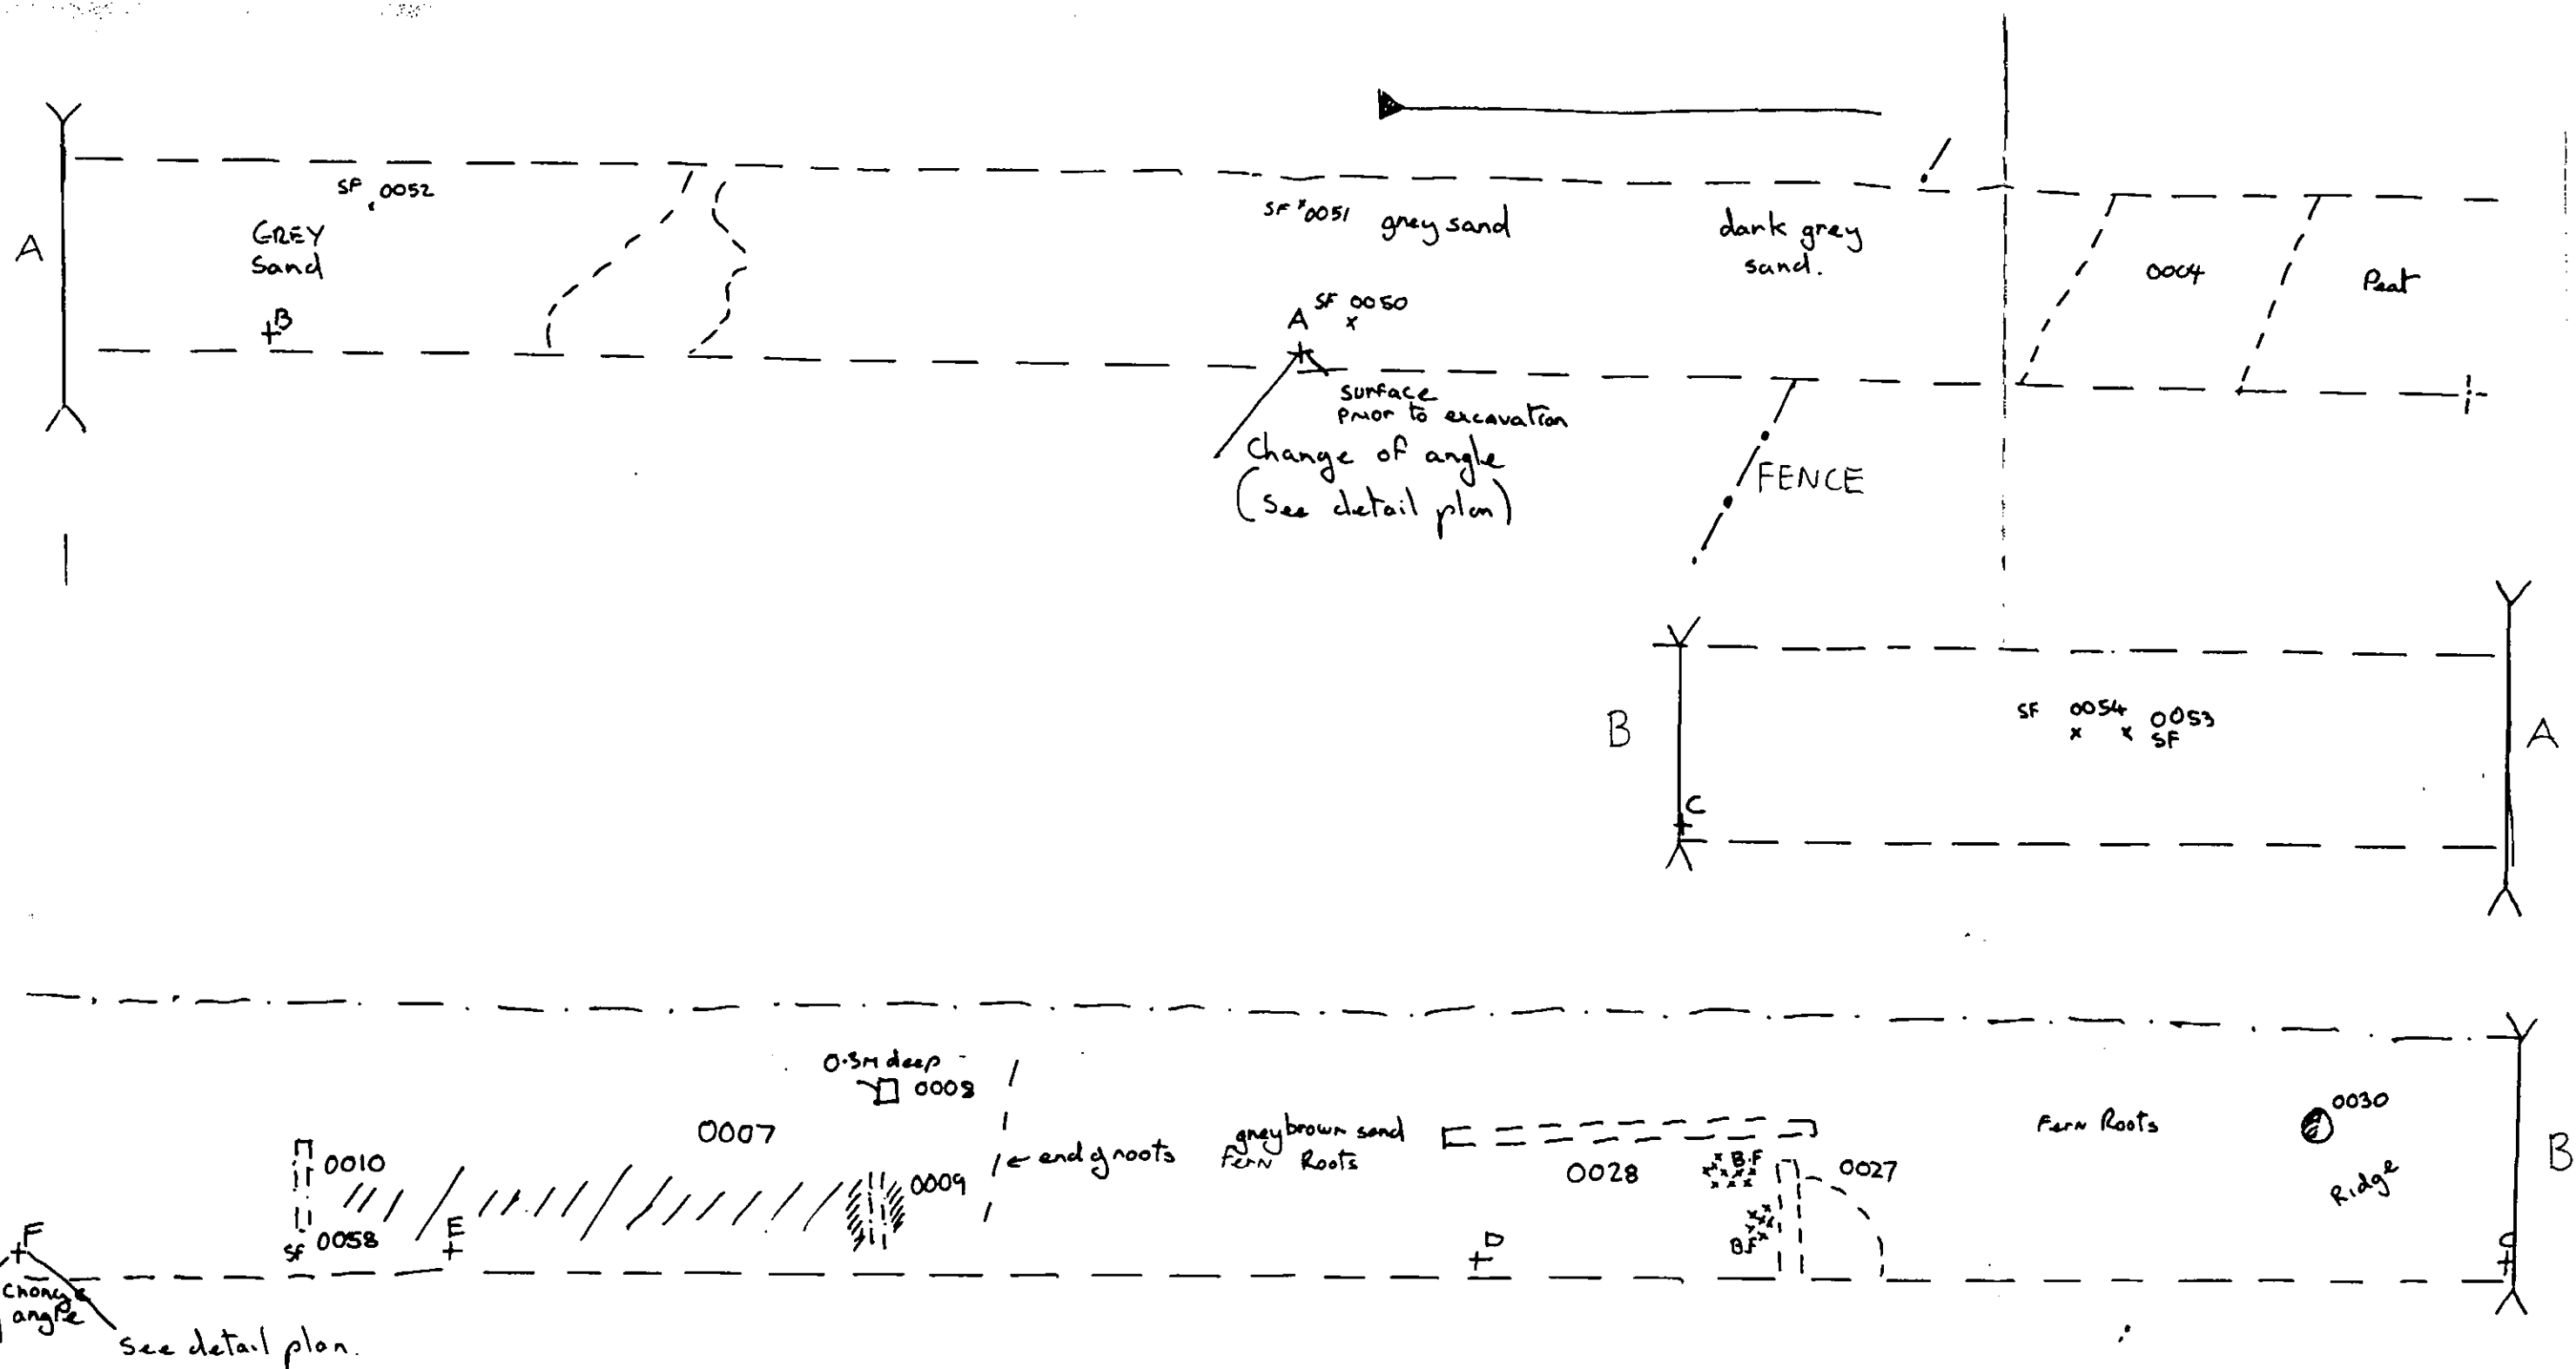 SF 0052
GREY
Sand
A
B
SF 0051 grey sand
dark grey
sand.
0004
Peat
A SF 0050
surface
prior to excavation
Change of angle
(See detail plan)
FENCE
B
SF 0054 0053
SF
A
C
0.3M deep
0008
0007
0010
0009
← end of roots
grey brown sand
Fern Roots
0028
B.F
0027
B.F
Fern Roots
0030
Ridge
B
F
SF 0058
E
D
C
Change
angle
See detail plan.